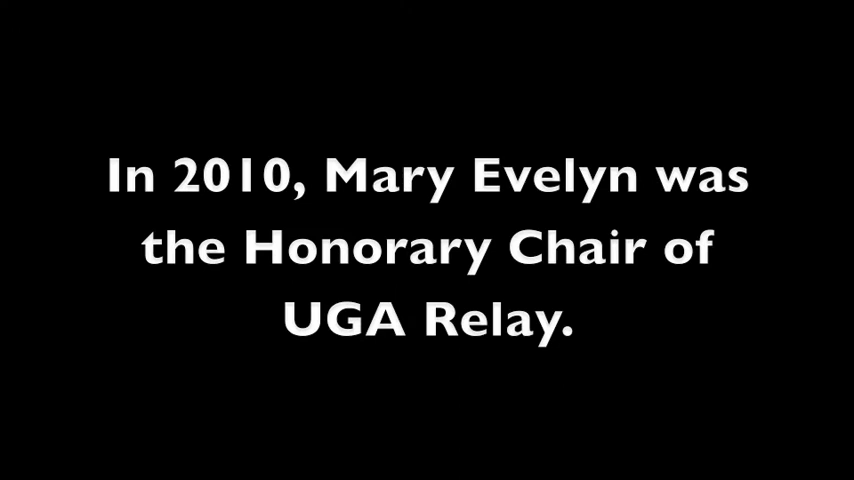 In 2010, Mary Evelyn was
the Honorary Chair of
UGA Relay.